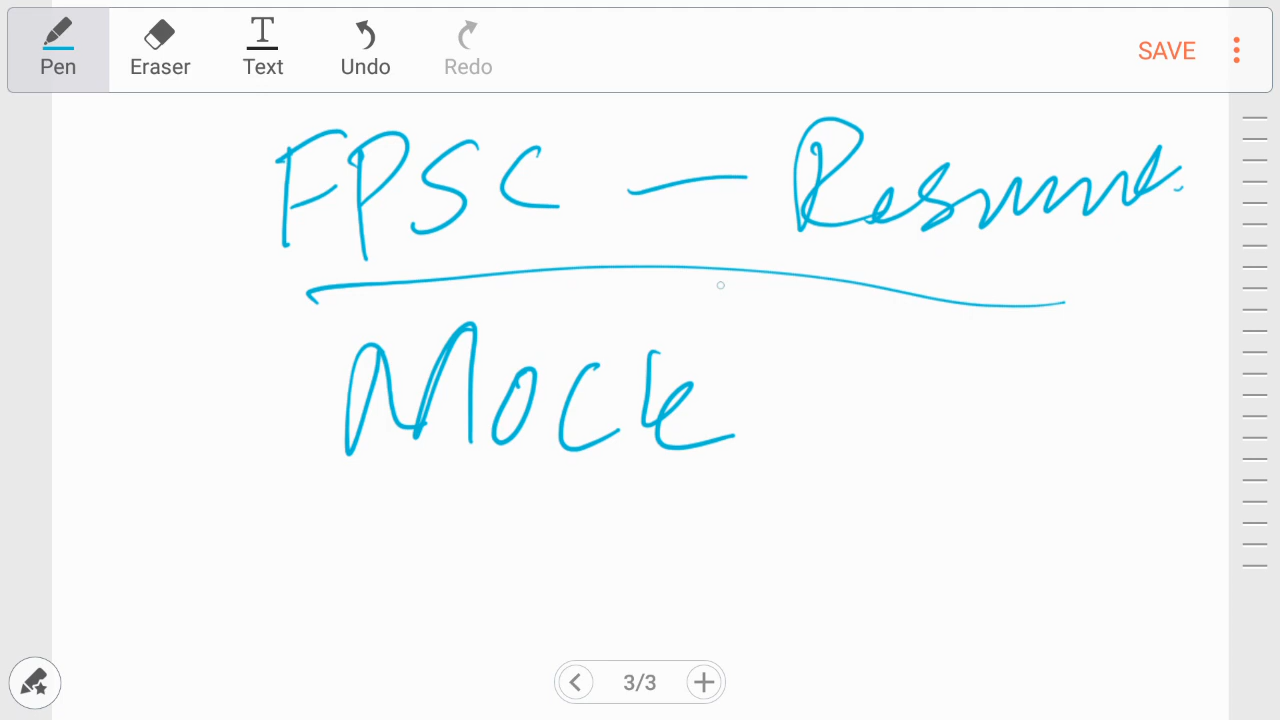 Pen Eraser Text Undo Redo SAVE
FPSC — Resume.
Mock
3/3